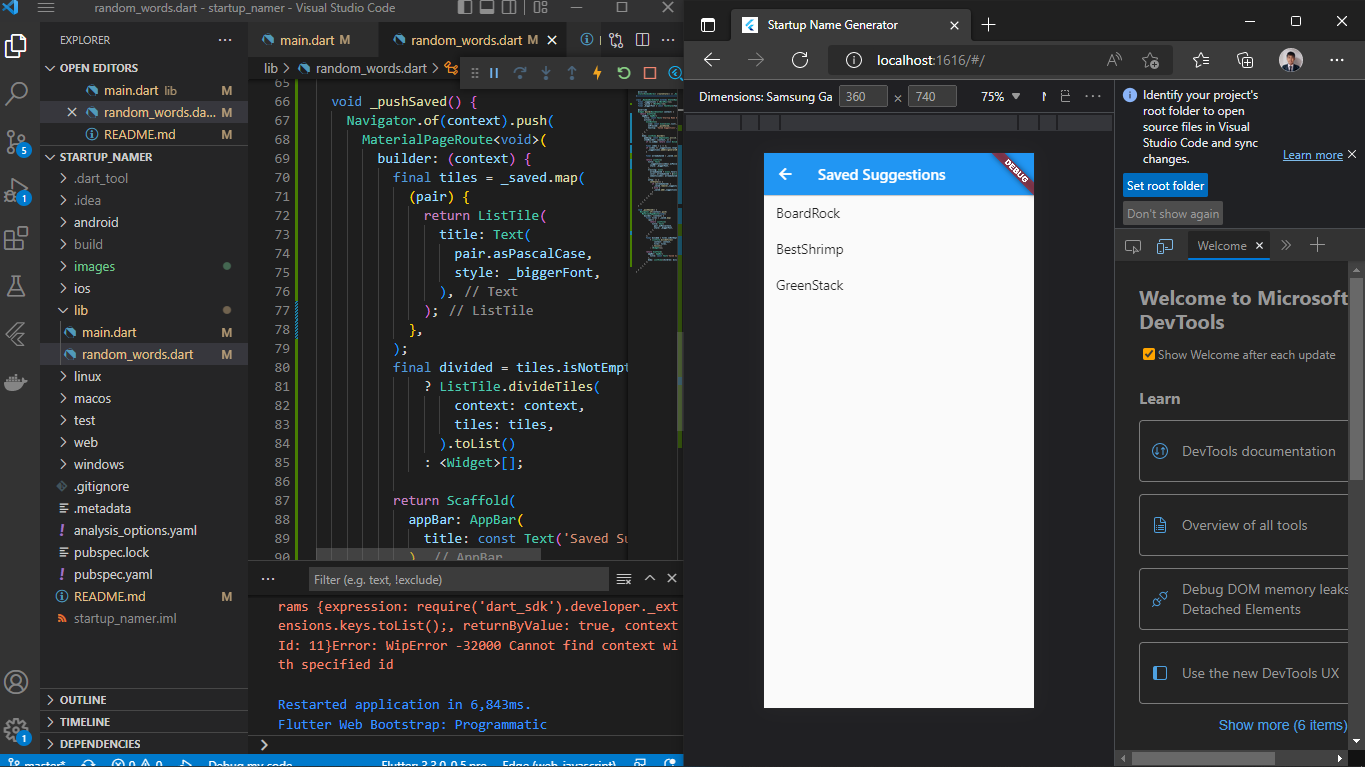 random_words.dart - startup_namer - Visual Studio Code
EXPLORER
OPEN EDITORS
main.dart lib M
random_words.da... M
README.md M
STARTUP_NAMER
.dart_tool
.idea
android
build
images
ios
lib
main.dart M
random_words.dart M
linux
macos
test
web
windows
.gitignore
.metadata
analysis_options.yaml
pubspec.lock
pubspec.yaml
README.md M
startup_namer.iml
OUTLINE
TIMELINE
DEPENDENCIES
5
1
1
main.dart M
random_words.dart M
lib > random_words.dart >
65
66 void _pushSaved() {
67 Navigator.of(context).push(
68 MaterialPageRoute<void>(
69 builder: (context) {
70 final tiles = _saved.map(
71 (pair) {
72 return ListTile(
73 title: Text(
74 pair.asPascalCase,
75 style: _biggerFont,
76 ), // Text
77 ); // ListTile
78 },
79 );
80 final divided = tiles.isNotEmpt
81 ? ListTile.divideTiles(
82 context: context,
83 tiles: tiles,
84 ).toList()
85 : <Widget>[];
86
87 return Scaffold(
88 appBar: AppBar(
89 title: const Text('Saved Su
90 ) // AppBar
Filter (e.g. text, !exclude)
rams {expression: require('dart_sdk').developer._ext
ensions.keys.toList();, returnByValue: true, context
Id: 11}Error: WipError -32000 Cannot find context wi
th specified id
Restarted application in 6,843ms.
Flutter Web Bootstrap: Programmatic
master* 0 0 Debug my code Flutter 3.3.0-0.5.pre Edge (web-javascript)
Startup Name Generator
localhost:1616/#/
Dimensions: Samsung Ga 360 × 740 75%
Saved Suggestions
DEBUG
BoardRock
BestShrimp
GreenStack
Identify your project's
root folder to open
source files in Visual
Studio Code and sync
changes.
Learn more
Set root folder
Don't show again
Welcome
Welcome to Microsoft
DevTools
Show Welcome after each update
Learn
DevTools documentation
Overview of all tools
Debug DOM memory leaks
Detached Elements
Use the new DevTools UX
Show more (6 items)